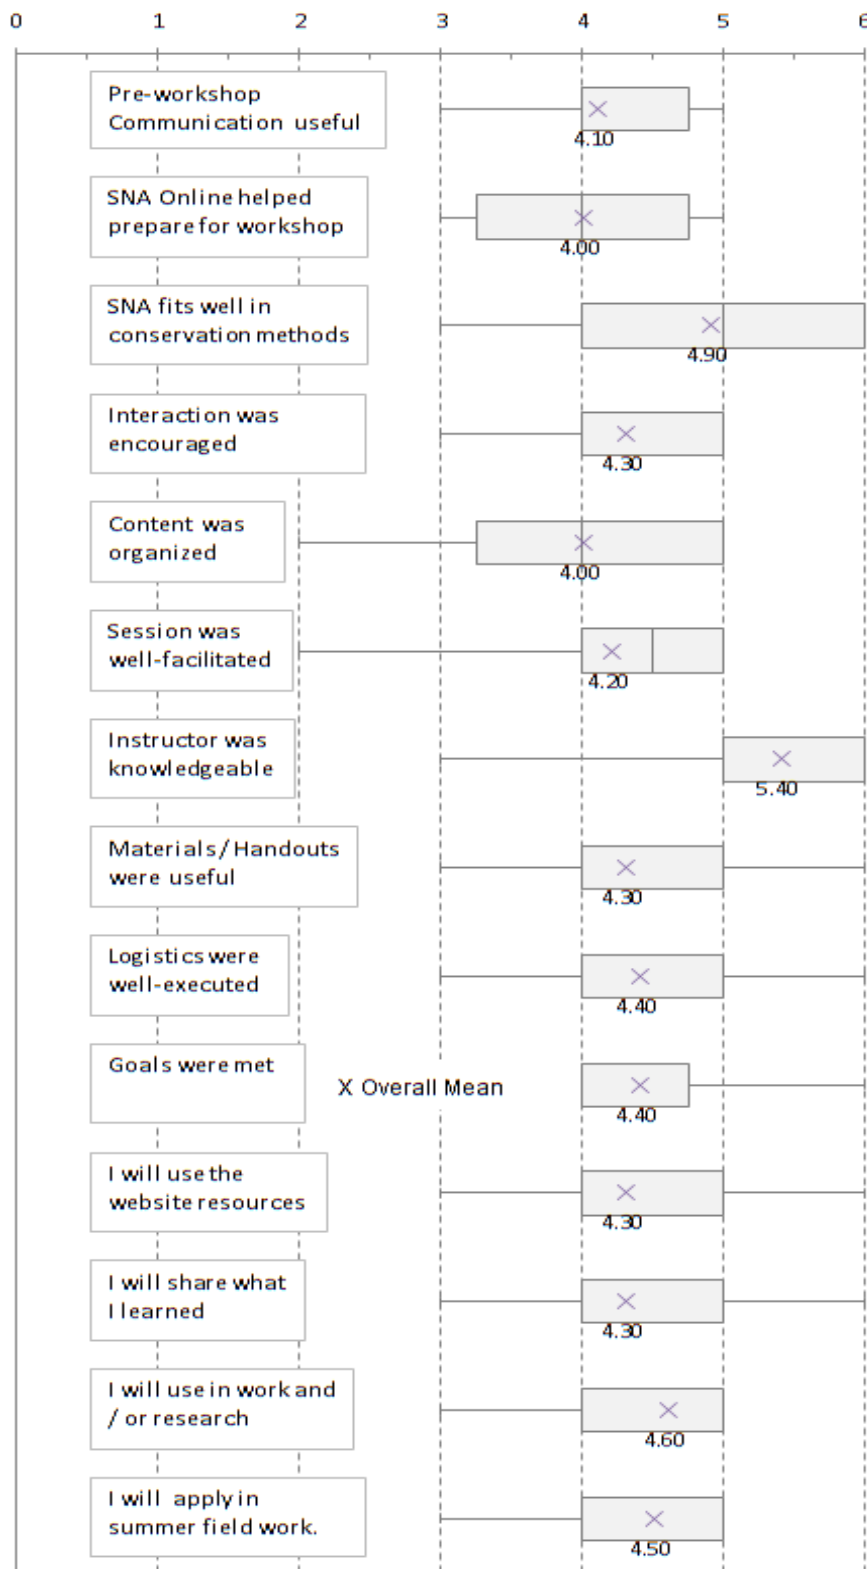 0 1 2 3 4 5 6
Pre-workshop
Communication useful
4.10
SNA Online helped
prepare for workshop
4.00
SNA fits well in
conservation methods
4.90
Interaction was
encouraged
4.30
Content was
organized
4.00
Session was
well-facilitated
4.20
Instructor was
knowledgeable
5.40
Materials / Handouts
were useful
4.30
Logistics were
well-executed
4.40
Goals were met
X Overall Mean
4.40
I will use the
website resources
4.30
I will share what
I learned
4.30
I will use in work and
/ or research
4.60
I will apply in
summer field work.
4.50